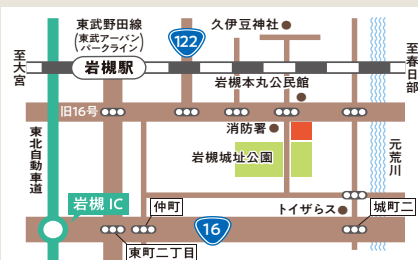 東武野田線
(東武アーバン
パークライン)
久伊豆神社
122
至大宮
岩槻駅
至春日部
岩槻本丸公民館
旧16号
消防署
東北自動車道
岩槻城址公園
元荒川
岩槻IC
仲町
トイザらス
城町二
16
東町二丁目